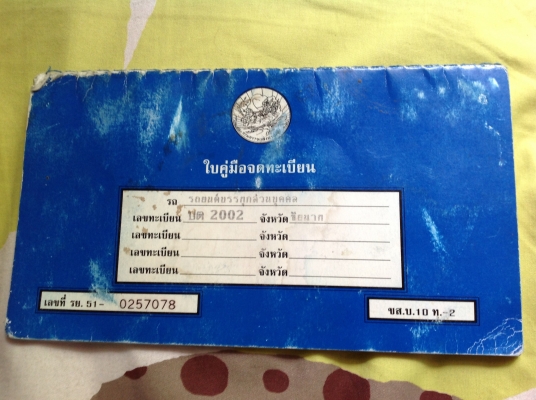 ใบคู่มือจดทะเบียน
รถ รถยนต์บรรทุกส่วนบุคคล
เลขทะเบียน ปต 2002 จังหวัด ชัยนาท
เลขทะเบียน จังหวัด
เลขทะเบียน จังหวัด
เลขทะเบียน จังหวัด
เลขที่ รย. 51- 0257078
ขส.บ.10 ท.-2